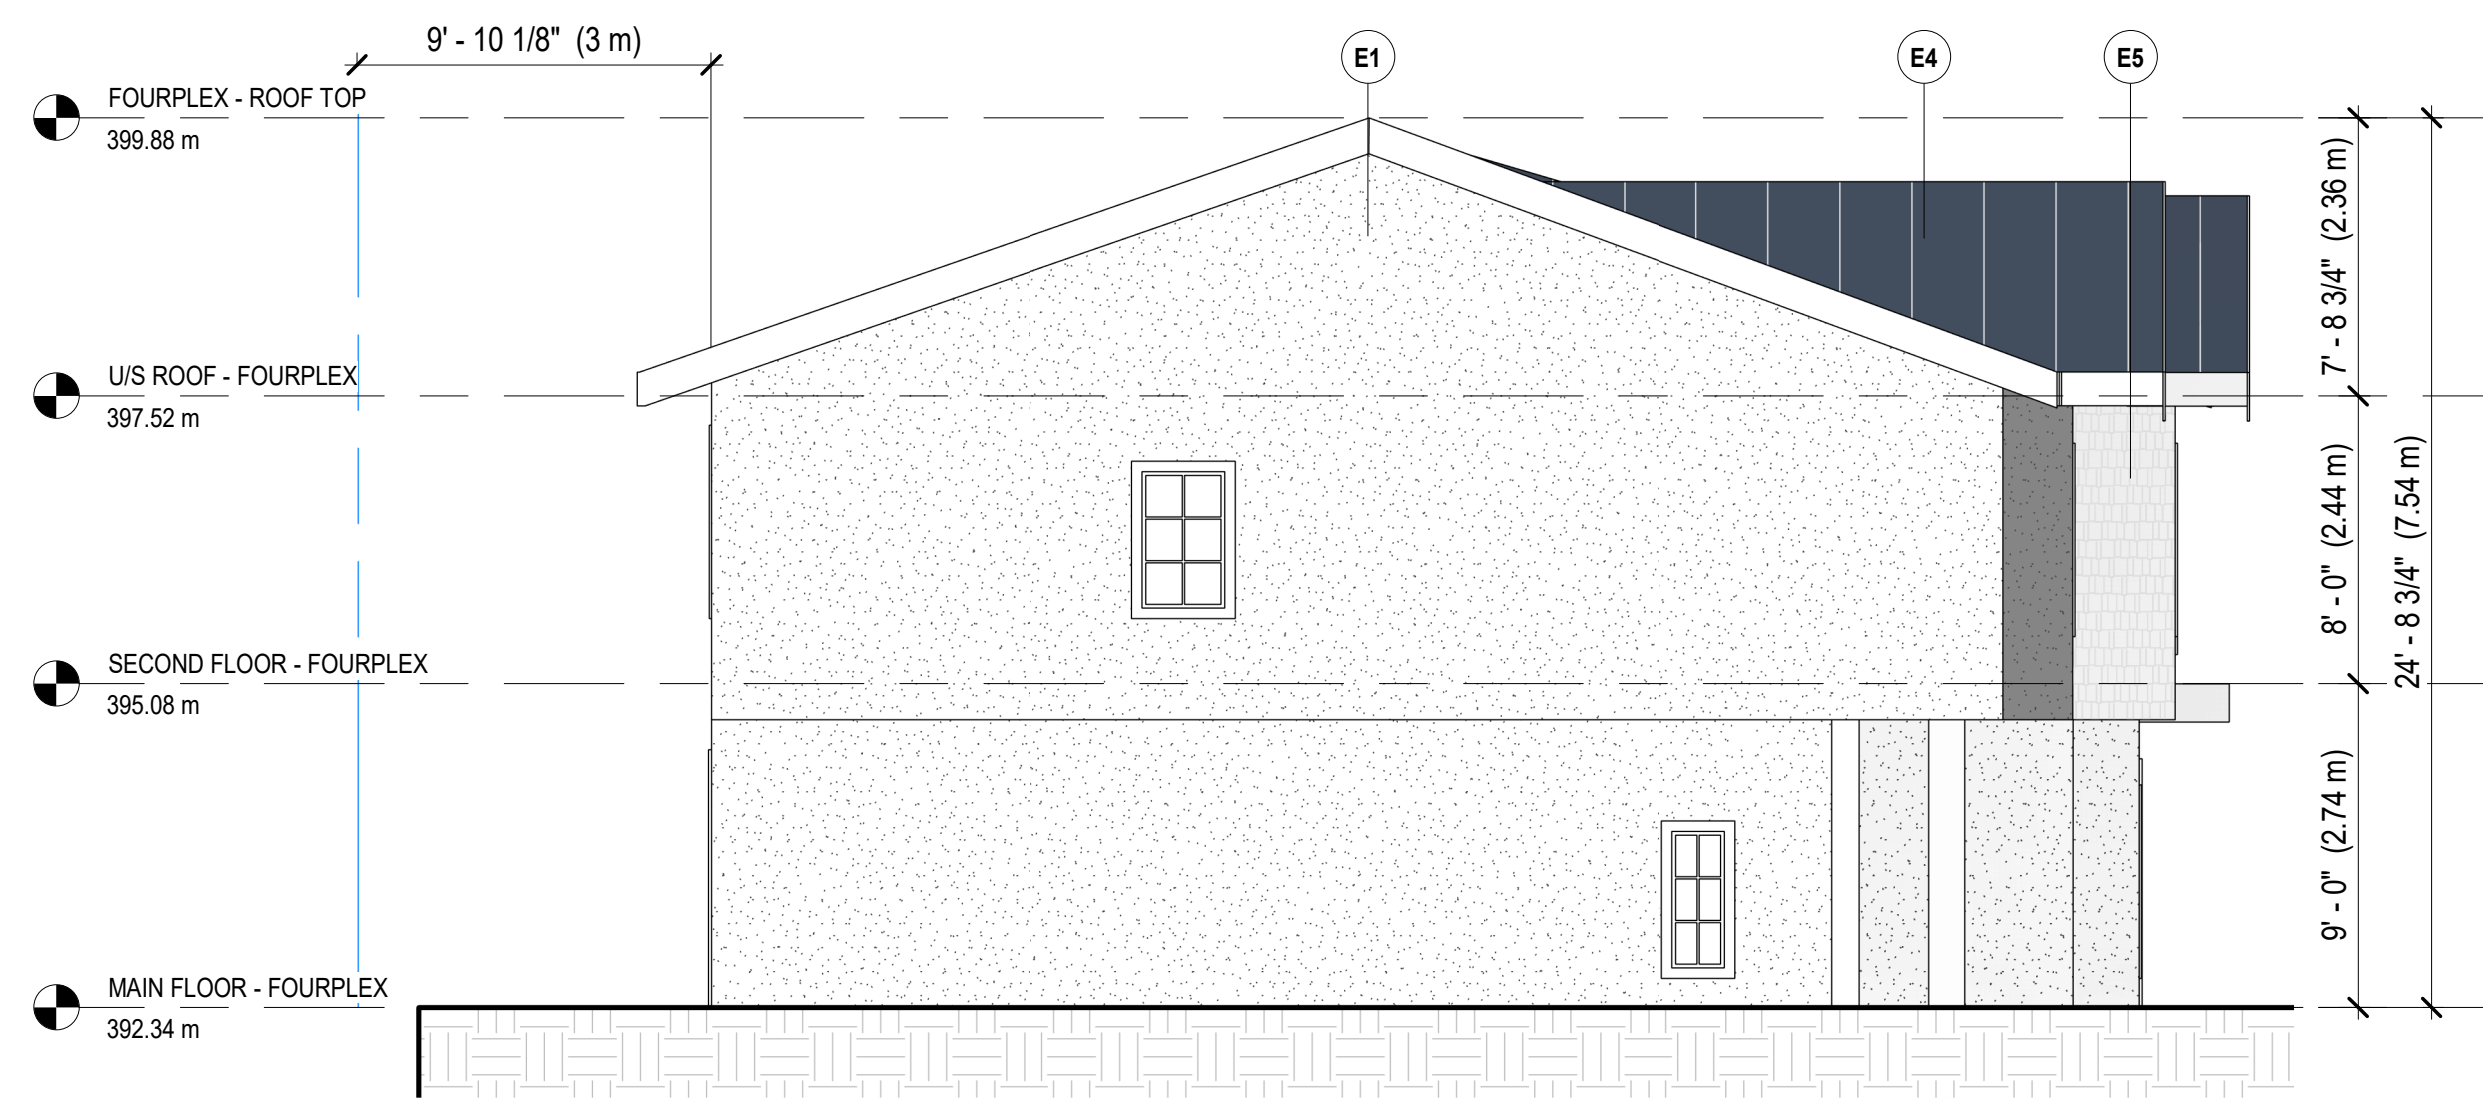 9' - 10 1/8" (3 m)
E1
E4
E5
FOURPLEX - ROOF TOP
399.88 m
7' - 8 3/4" (2.36 m)
U/S ROOF - FOURPLEX
397.52 m
8' - 0" (2.44 m)
24' - 8 3/4" (7.54 m)
SECOND FLOOR - FOURPLEX
395.08 m
9' - 0" (2.74 m)
MAIN FLOOR - FOURPLEX
392.34 m